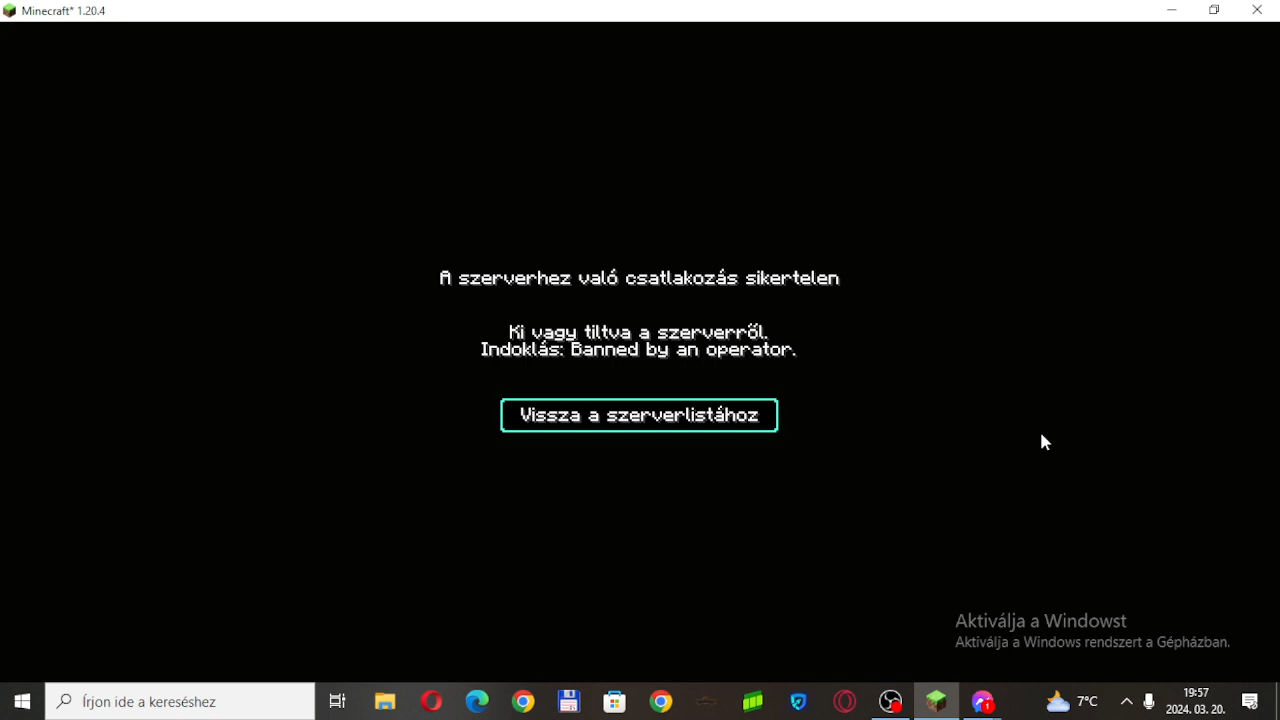 Minecraft* 1.20.4
A szerverhez való csatlakozás sikertelen
Ki vagy tiltva a szerverről.
Indoklás: Banned by an operator.
Vissza a szerverlistához
Aktiválja a Windowst
Aktiválja a Windows rendszert a Gépházban.
Írjon ide a kereséshez
1
7°C
19:57
2024. 03. 20.